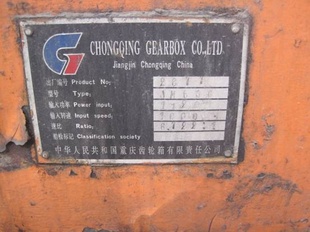 CHONGQING GEARBOX CO.,LTD.
Jiangjin Chongqing China
出厂编号 Product No:
型号 Type:
输入功率 Power input:
输入转速 Input speed:
速比 Ratio:
检验标记 Classification society
中华人民共和国重庆齿轮箱有限责任公司